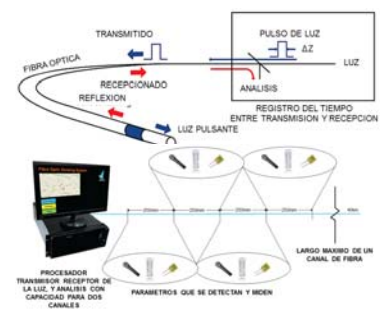 TRANSMITIDO
PULSO DE LUZ
ΔZ
LUZ
FIBRA OPTICA
RECEPCIONADO
REFLEXION
ANALISIS
REGISTRO DEL TIEMPO
ENTRE TRANSMISION Y RECEPCION
LUZ PULSANTE
LARGO MAXIMO DE UN
CANAL DE FIBRA
PROCESADOR
TRANSMISOR RECEPTOR DE
LA LUZ, Y ANALISIS CON
CAPACIDAD PARA DOS
CANALES
PARAMETROS QUE SE DETECTAN Y MIDEN